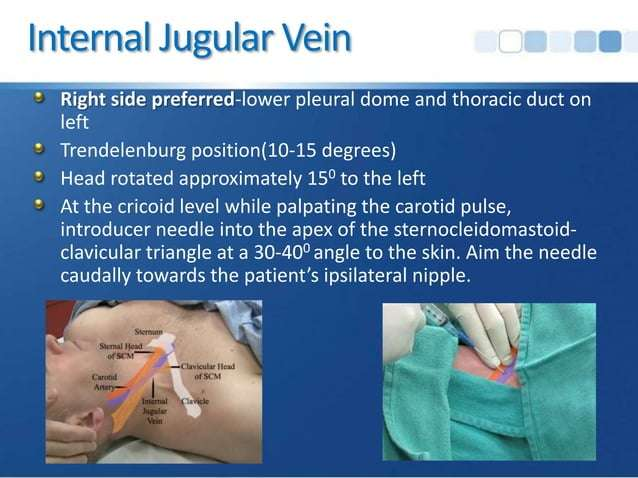 Internal Jugular Vein
Right side preferred-lower pleural dome and thoracic duct on
left
Trendelenburg position(10-15 degrees)
Head rotated approximately 15⁰ to the left
At the cricoid level while palpating the carotid pulse,
introducer needle into the apex of the sternocleidomastoid-
clavicular triangle at a 30-40⁰ angle to the skin. Aim the needle
caudally towards the patient’s ipsilateral nipple.
Sternum
Sternal Head
of SCM
Clavicular Head
of SCM
Carotid
Artery
Internal
Jugular
Vein
Clavicle